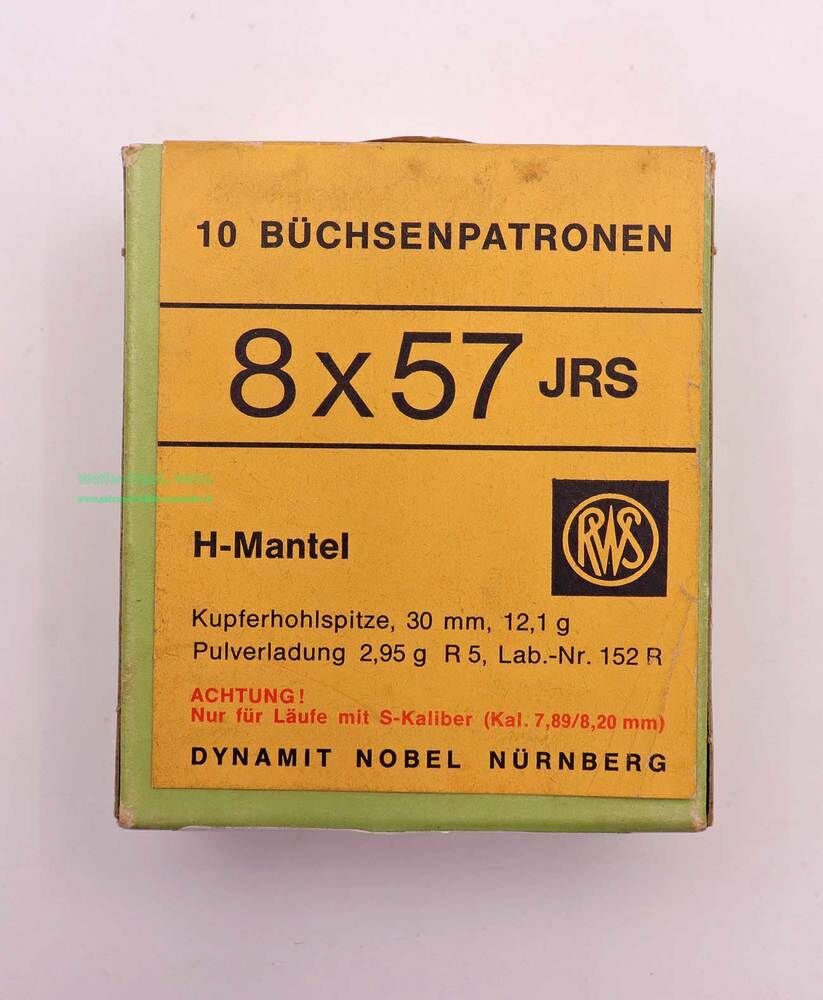 10 BÜCHSENPATRONEN
8 x 57 JRS
H-Mantel
RWS
Kupferhohlspitze, 30 mm, 12,1 g
Pulverladung 2,95 g R 5, Lab.-Nr. 152 R
ACHTUNG!
Nur für Läufe mit S-Kaliber (Kal. 7,89/8,20 mm)
DYNAMIT NOBEL NÜRNBERG